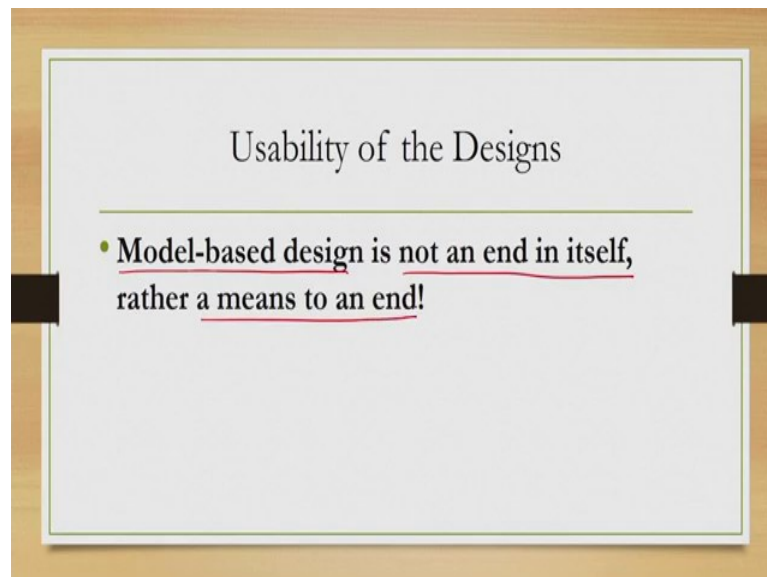 Usability of the Designs
• Model-based design is not an end in itself,
rather a means to an end!